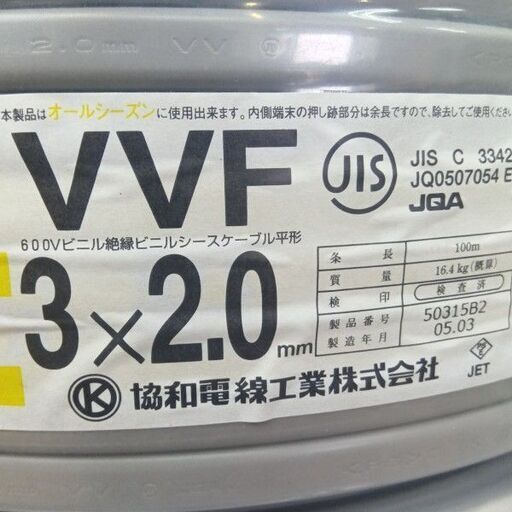 2.0mm VVF
本製品はオールシーズンに使用出来ます。内側端末の押し跡部分は余長ですので、除去してご使用ください
VVF
JIS
JIS C 3342
JQ0507054 E
JQA
600Vビニル絶縁ビニルシースケーブル平形
3×2.0mm
条長 100m
質量 16.4kg(概算)
検印 検査済
製品番号 50315B2
製造年月 05.03
PS E
JET
K 協和電線工業株式会社